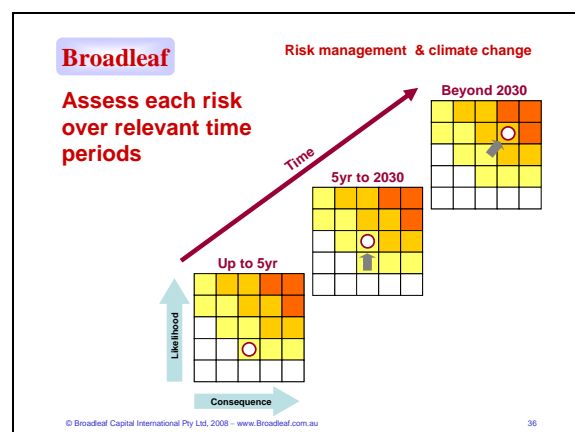 Broadleaf
Risk management & climate change
Assess each risk
over relevant time
periods
Beyond 2030
Time
5yr to 2030
Up to 5yr
Likelihood
Consequence
© Broadleaf Capital International Pty Ltd, 2008 – www.Broadleaf.com.au
36